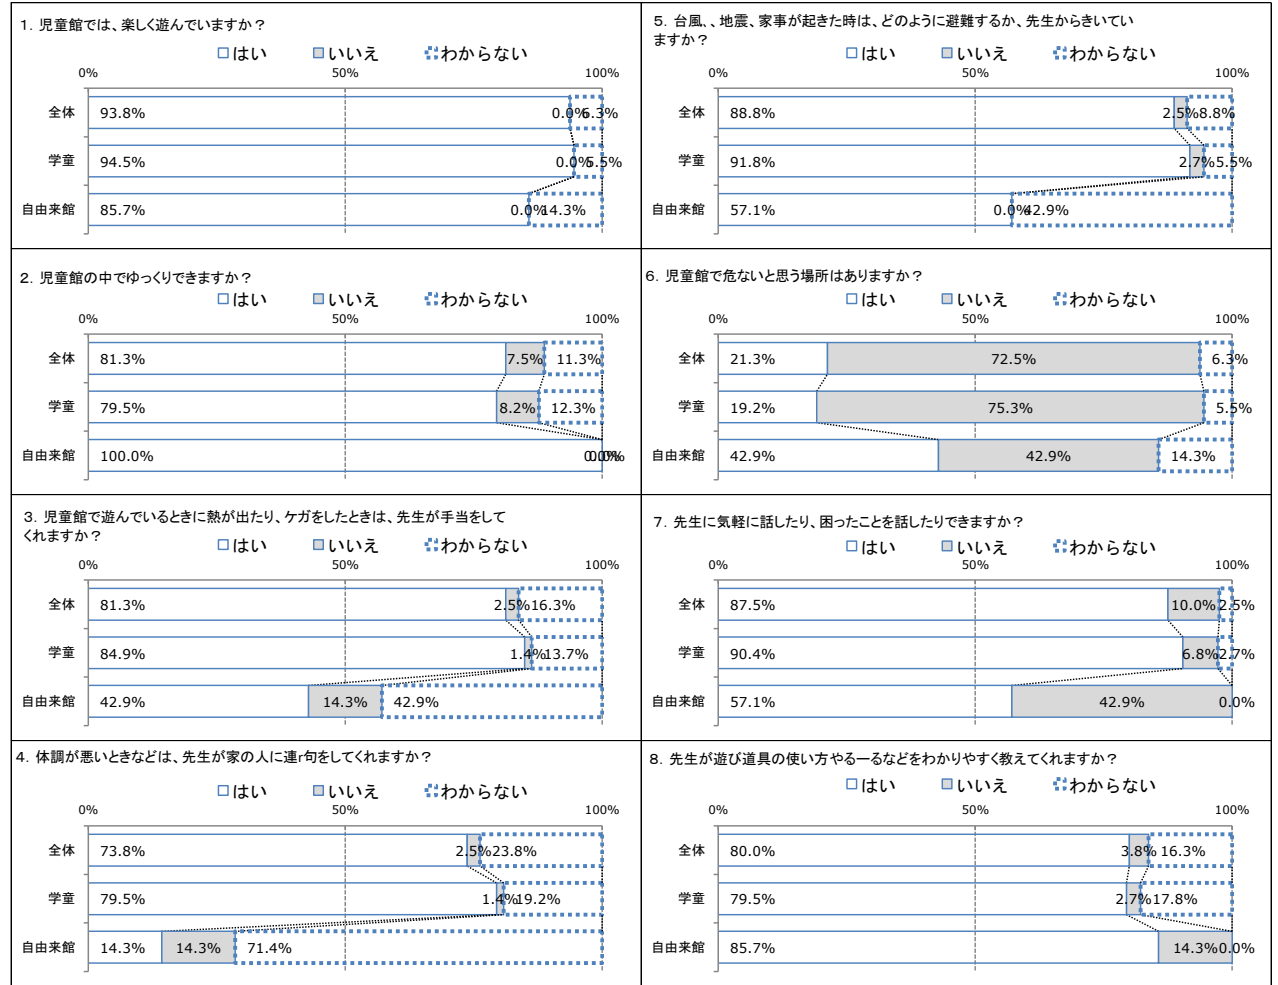 1. 児童館では、楽しく遊んでいますか？
はい いいえ わからない
0% 50% 100%
全体 93.8% 0.0% 6.3%
学童 94.5% 0.0% 5.5%
自由来館 85.7% 0.0% 14.3%
2. 児童館の中でゆっくりできますか？
はい いいえ わからない
0% 50% 100%
全体 81.3% 7.5% 11.3%
学童 79.5% 8.2% 12.3%
自由来館 100.0% 0.0% 0.0%
3. 児童館で遊んでいるときに熱が出たり、ケガをしたときは、先生が手当をして
くれますか？
はい いいえ わからない
0% 50% 100%
全体 81.3% 2.5% 16.3%
学童 84.9% 1.4% 13.7%
自由来館 42.9% 14.3% 42.9%
4. 体調が悪いときなどは、先生が家の人に連r句をしてくれますか？
はい いいえ わからない
0% 50% 100%
全体 73.8% 2.5% 23.8%
学童 79.5% 1.4% 19.2%
自由来館 14.3% 14.3% 71.4%
5. 台風、、地震、家事が起きた時は、どのように避難するか、先生からきいてい
ますか？
はい いいえ わからない
0% 50% 100%
全体 88.8% 2.5% 8.8%
学童 91.8% 2.7% 5.5%
自由来館 57.1% 0.0% 42.9%
6. 児童館で危ないと思う場所はありますか？
はい いいえ わからない
0% 50% 100%
全体 21.3% 72.5% 6.3%
学童 19.2% 75.3% 5.5%
自由来館 42.9% 42.9% 14.3%
7. 先生に気軽に話したり、困ったことを話したりできますか？
はい いいえ わからない
0% 50% 100%
全体 87.5% 10.0% 2.5%
学童 90.4% 6.8% 2.7%
自由来館 57.1% 42.9% 0.0%
8. 先生が遊び道具の使い方やるーるなどをわかりやすく教えてくれますか？
はい いいえ わからない
0% 50% 100%
全体 80.0% 3.8% 16.3%
学童 79.5% 2.7% 17.8%
自由来館 85.7% 14.3% 0.0%